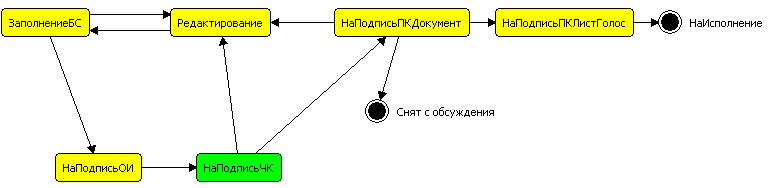 ЗаполнениеБС
Редактирование
НаПодписьПКДокумент
НаПодписьПКЛистГолос
НаИсполнение
Снят с обсуждения
НаПодписьОИ
НаПодписьЧК